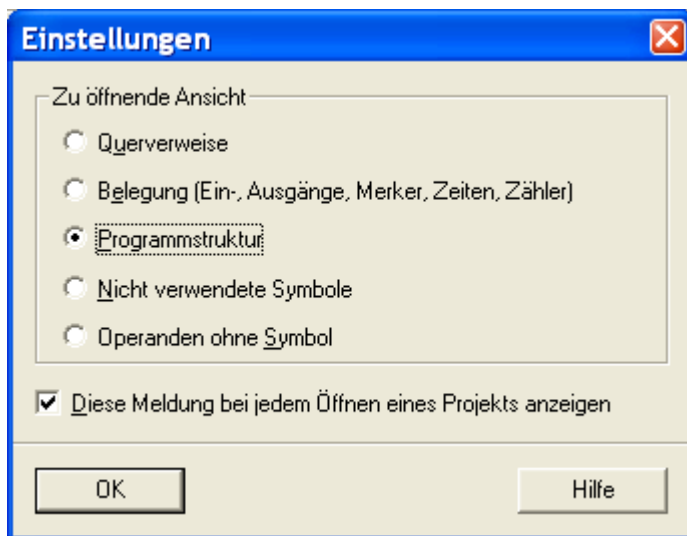 Einstellungen
Zu öffnende Ansicht
Querverweise
Belegung (Ein-, Ausgänge, Merker, Zeiten, Zähler)
Programmstruktur
Nicht verwendete Symbole
Operanden ohne Symbol
Diese Meldung bei jedem Öffnen eines Projekts anzeigen
OK
Hilfe